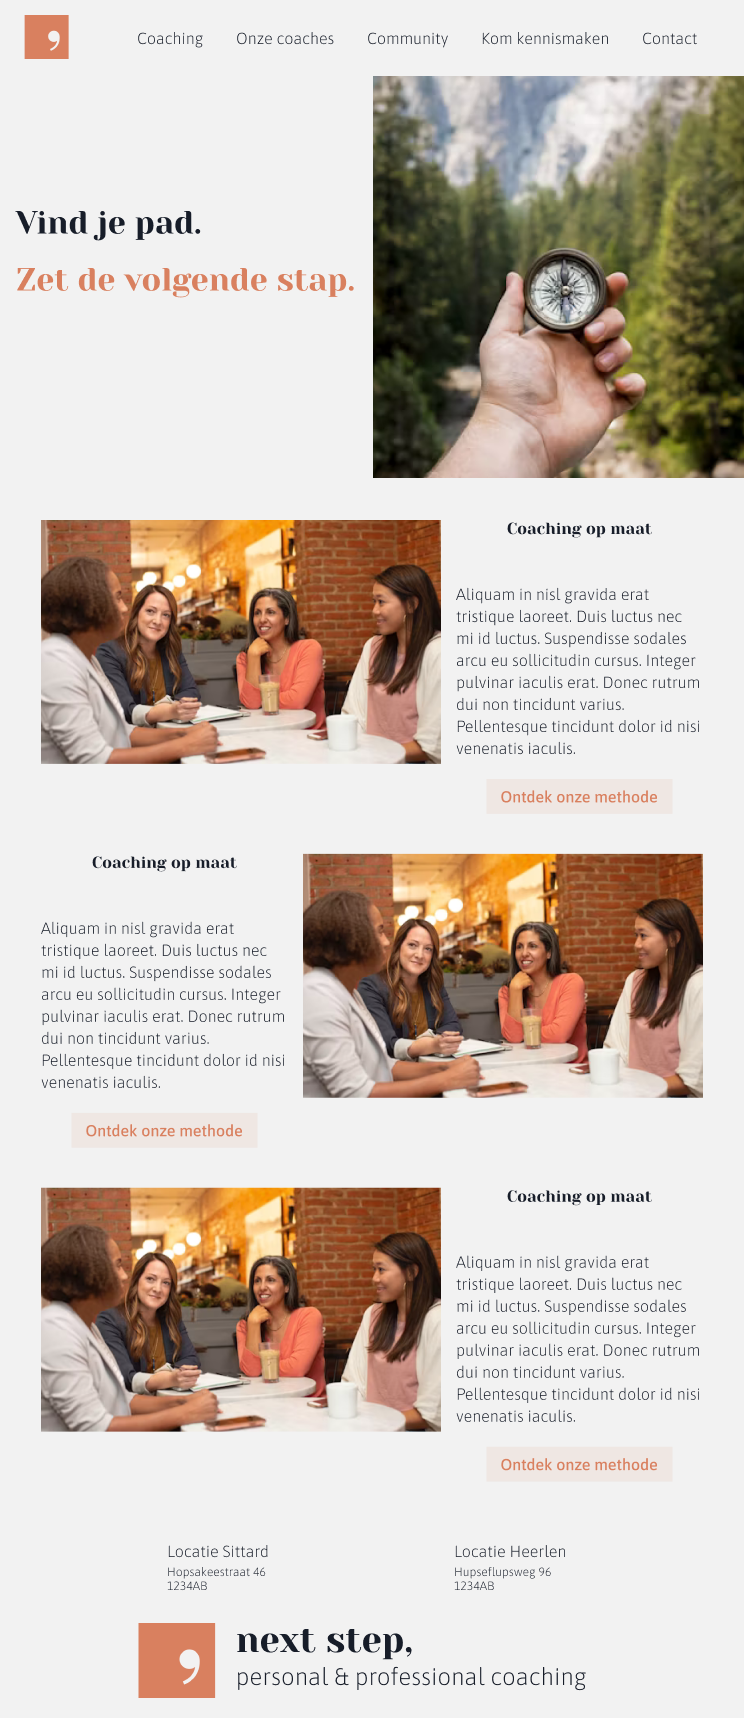 ,
Coaching
Onze coaches
Community
Kom kennismaken
Contact
Vind je pad.
Zet de volgende stap.
Coaching op maat
Aliquam in nisl gravida erat
tristique laoreet. Duis luctus nec
mi id luctus. Suspendisse sodales
arcu eu sollicitudin cursus. Integer
pulvinar iaculis erat. Donec rutrum
dui non tincidunt varius.
Pellentesque tincidunt dolor id nisi
venenatis iaculis.
Ontdek onze methode
Coaching op maat
Aliquam in nisl gravida erat
tristique laoreet. Duis luctus nec
mi id luctus. Suspendisse sodales
arcu eu sollicitudin cursus. Integer
pulvinar iaculis erat. Donec rutrum
dui non tincidunt varius.
Pellentesque tincidunt dolor id nisi
venenatis iaculis.
Ontdek onze methode
Coaching op maat
Aliquam in nisl gravida erat
tristique laoreet. Duis luctus nec
mi id luctus. Suspendisse sodales
arcu eu sollicitudin cursus. Integer
pulvinar iaculis erat. Donec rutrum
dui non tincidunt varius.
Pellentesque tincidunt dolor id nisi
venenatis iaculis.
Ontdek onze methode
Locatie Sittard
Hopsakeestraat 46
1234AB
Locatie Heerlen
Hupseflupsweg 96
1234AB
,
next step,
personal & professional coaching